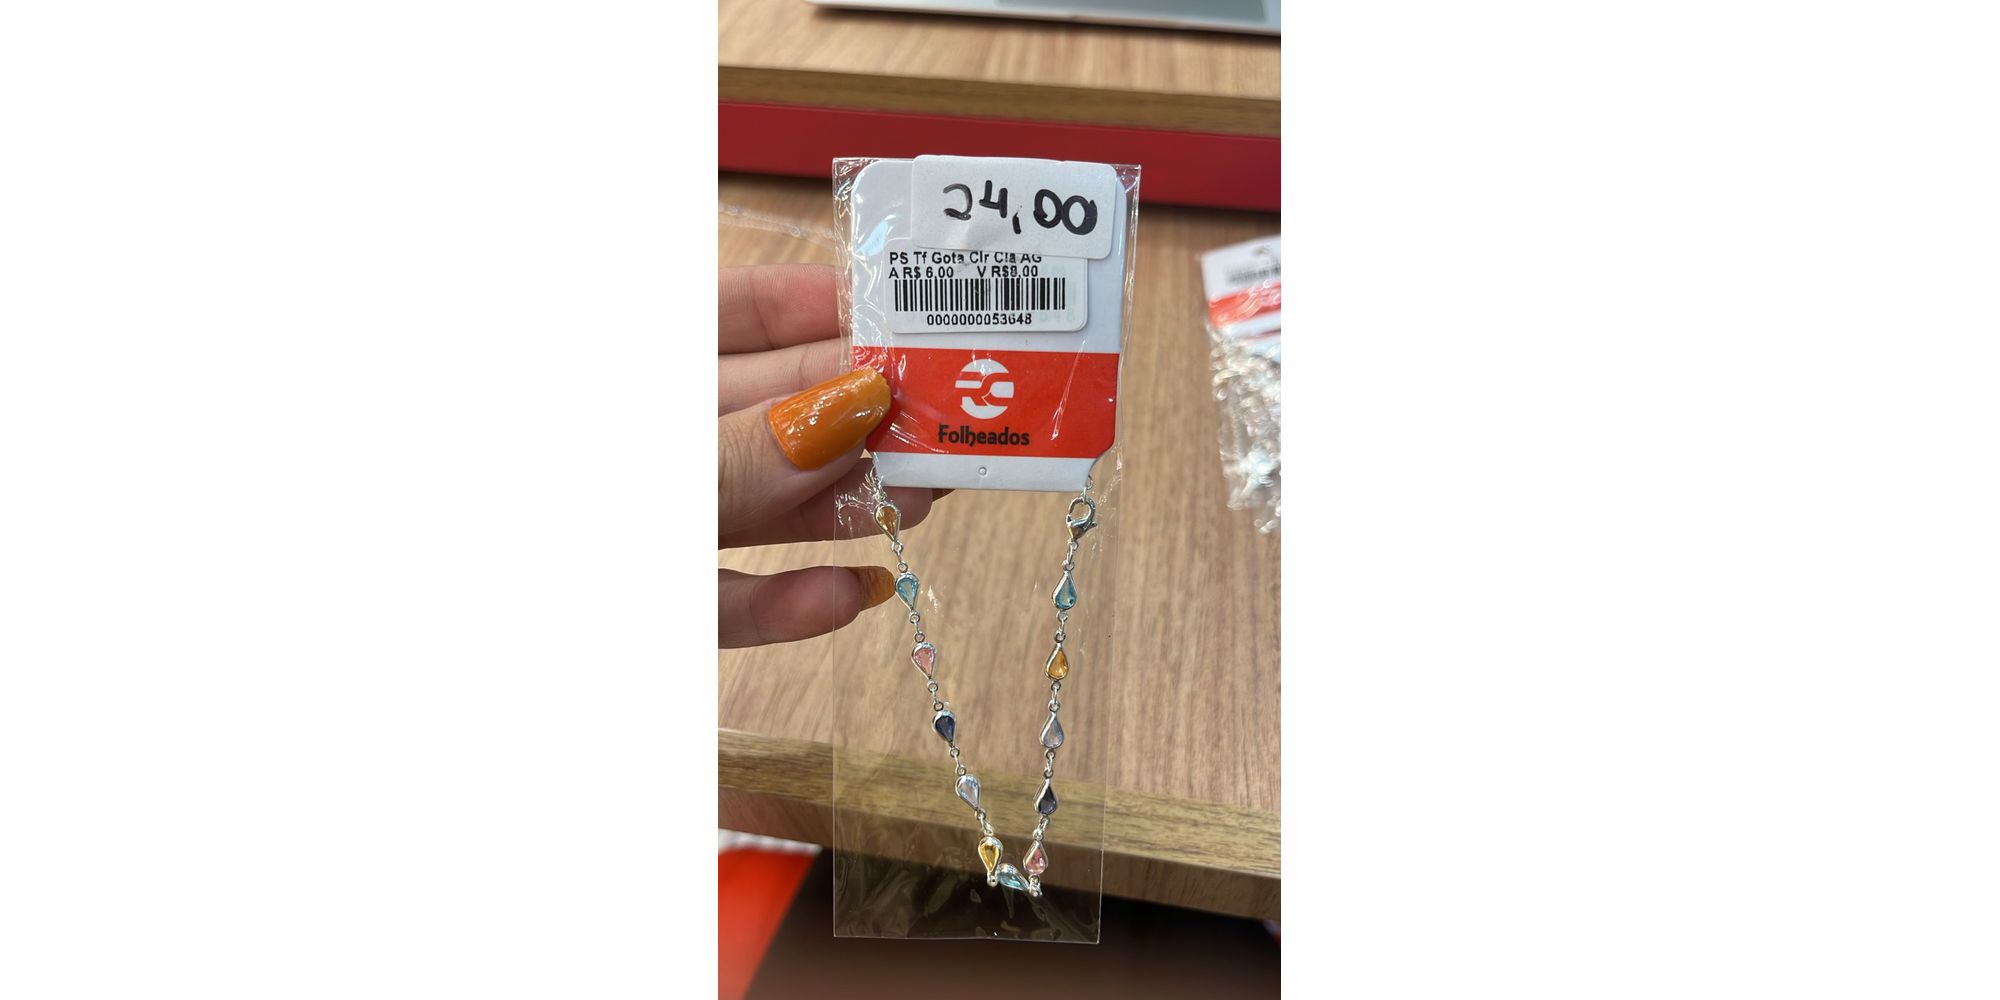 24,00
PS Tf Gota Clr Cla AG
A R$ 6,00 V R$8,00
0000000053648
Folheados